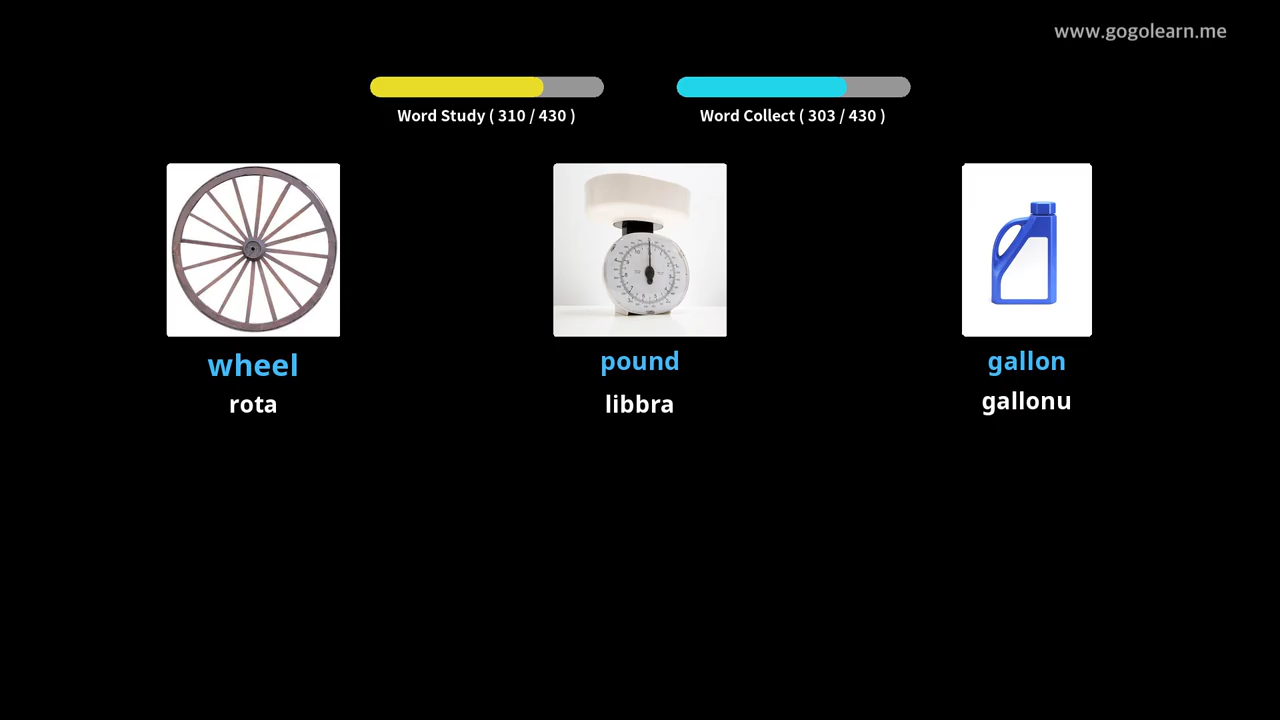 www.gogolearn.me
Word Study ( 310 / 430 )
Word Collect ( 303 / 430 )
wheel
rota
pound
libbra
gallon
gallonu